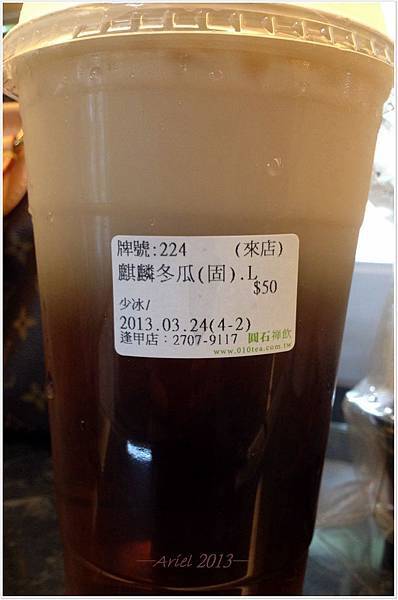 牌號:224 (來店)
麒麟冬瓜(固).L
$50
少冰/
2013.03.24(4-2)
逢甲店:2707-9117 圓石禪飲
www.010tea.com.tw
—Ariel 2013—